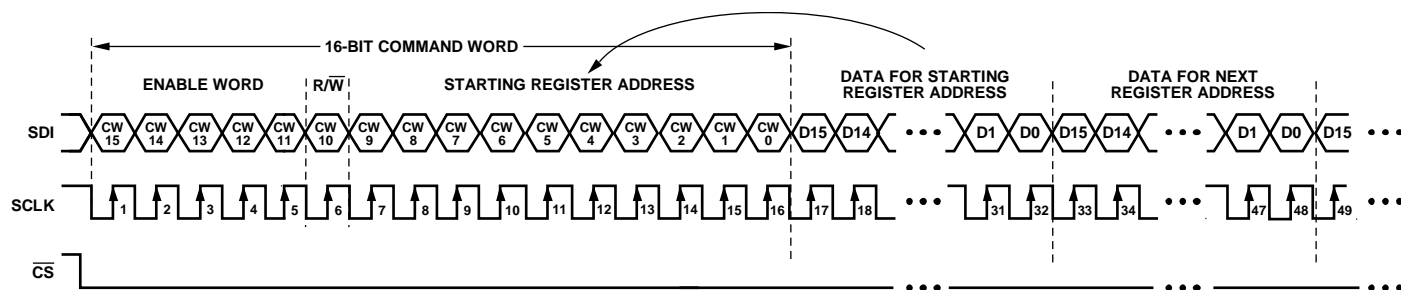 16-BIT COMMAND WORD
ENABLE WORD R/W STARTING REGISTER ADDRESS DATA FOR STARTING REGISTER ADDRESS DATA FOR NEXT REGISTER ADDRESS
SDI CW 15 CW 14 CW 13 CW 12 CW 11 CW 10 CW 9 CW 8 CW 7 CW 6 CW 5 CW 4 CW 3 CW 2 CW 1 CW 0 D15 D14 D1 D0 D15 D14 D1 D0 D15
SCLK 1 2 3 4 5 6 7 8 9 10 11 12 13 14 15 16 17 18 31 32 33 34 47 48 49
CS